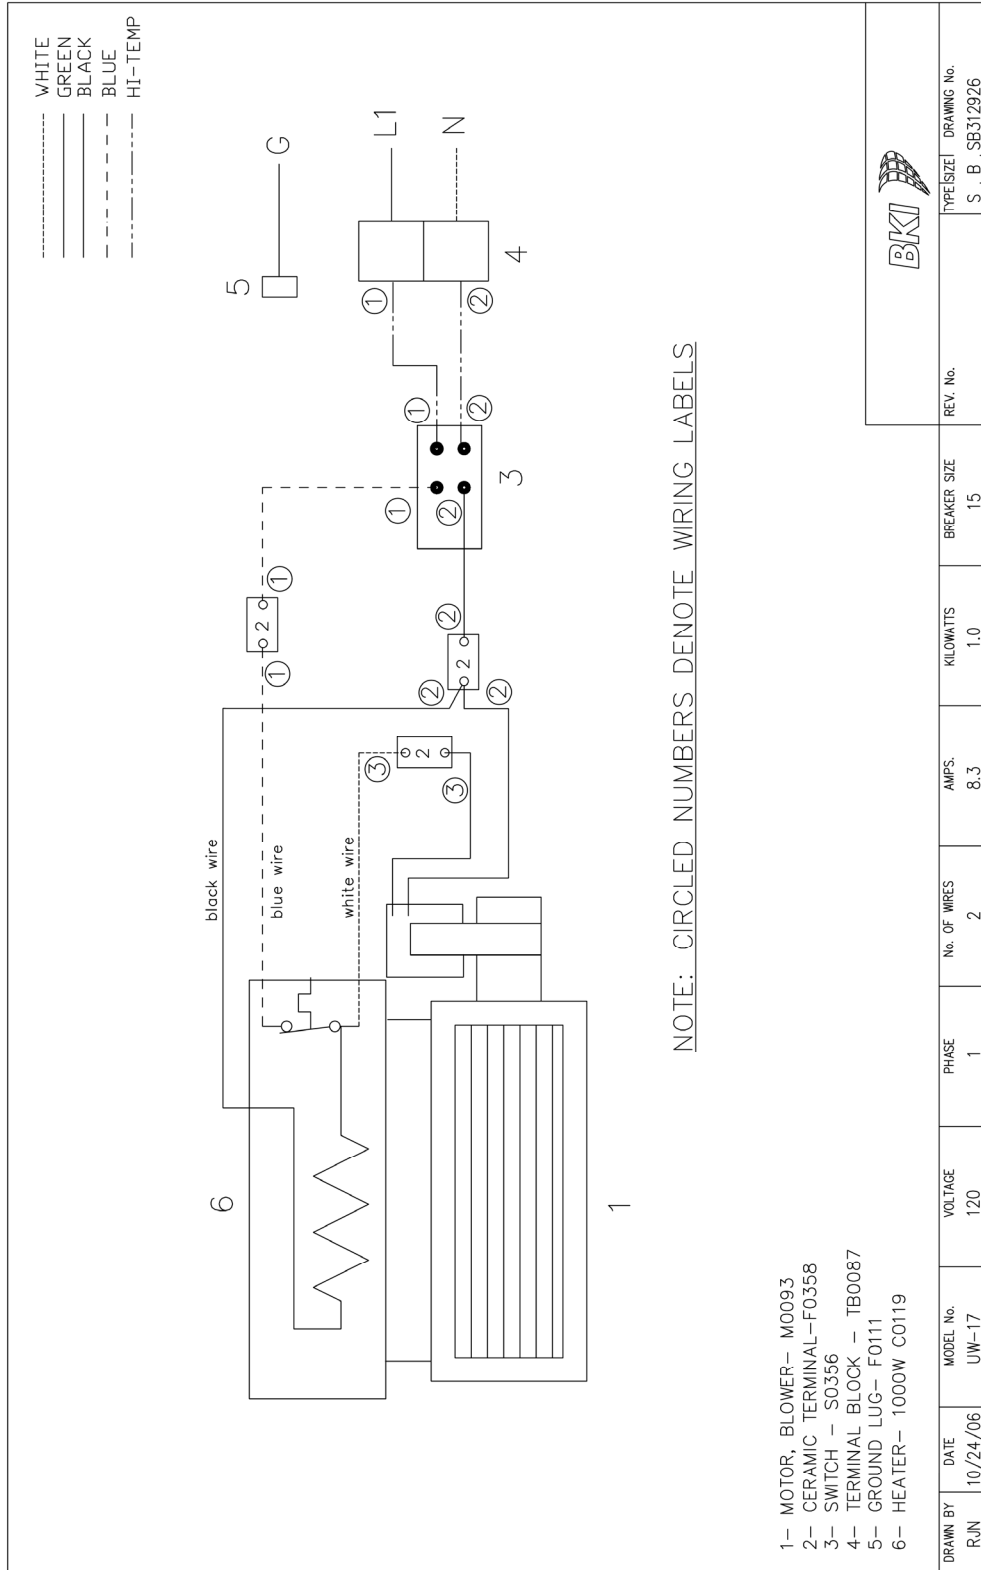 WHITE
GREEN
BLACK
BLUE
HI-TEMP
5
G
L1
N
4
1
2
1
2
3
1
2
1
2
1
2
2
2
2
3
2
3
black wire
blue wire
white wire
6
1
NOTE: CIRCLED NUMBERS DENOTE WIRING LABELS
1- MOTOR, BLOWER- M0093
2- CERAMIC TERMINAL-F0358
3- SWITCH - S0356
4- TERMINAL BLOCK - TB0087
5- GROUND LUG- F0111
6- HEATER- 1000W C0119
BKI
DRAWN BY DATE MODEL No. VOLTAGE PHASE No. OF WIRES AMPS. KILOWATTS BREAKER SIZE REV. No. TYPE SIZE DRAWING No.
RJN 10/24/06 UW-17 120 1 2 8.3 1.0 15 S . B . SB312926